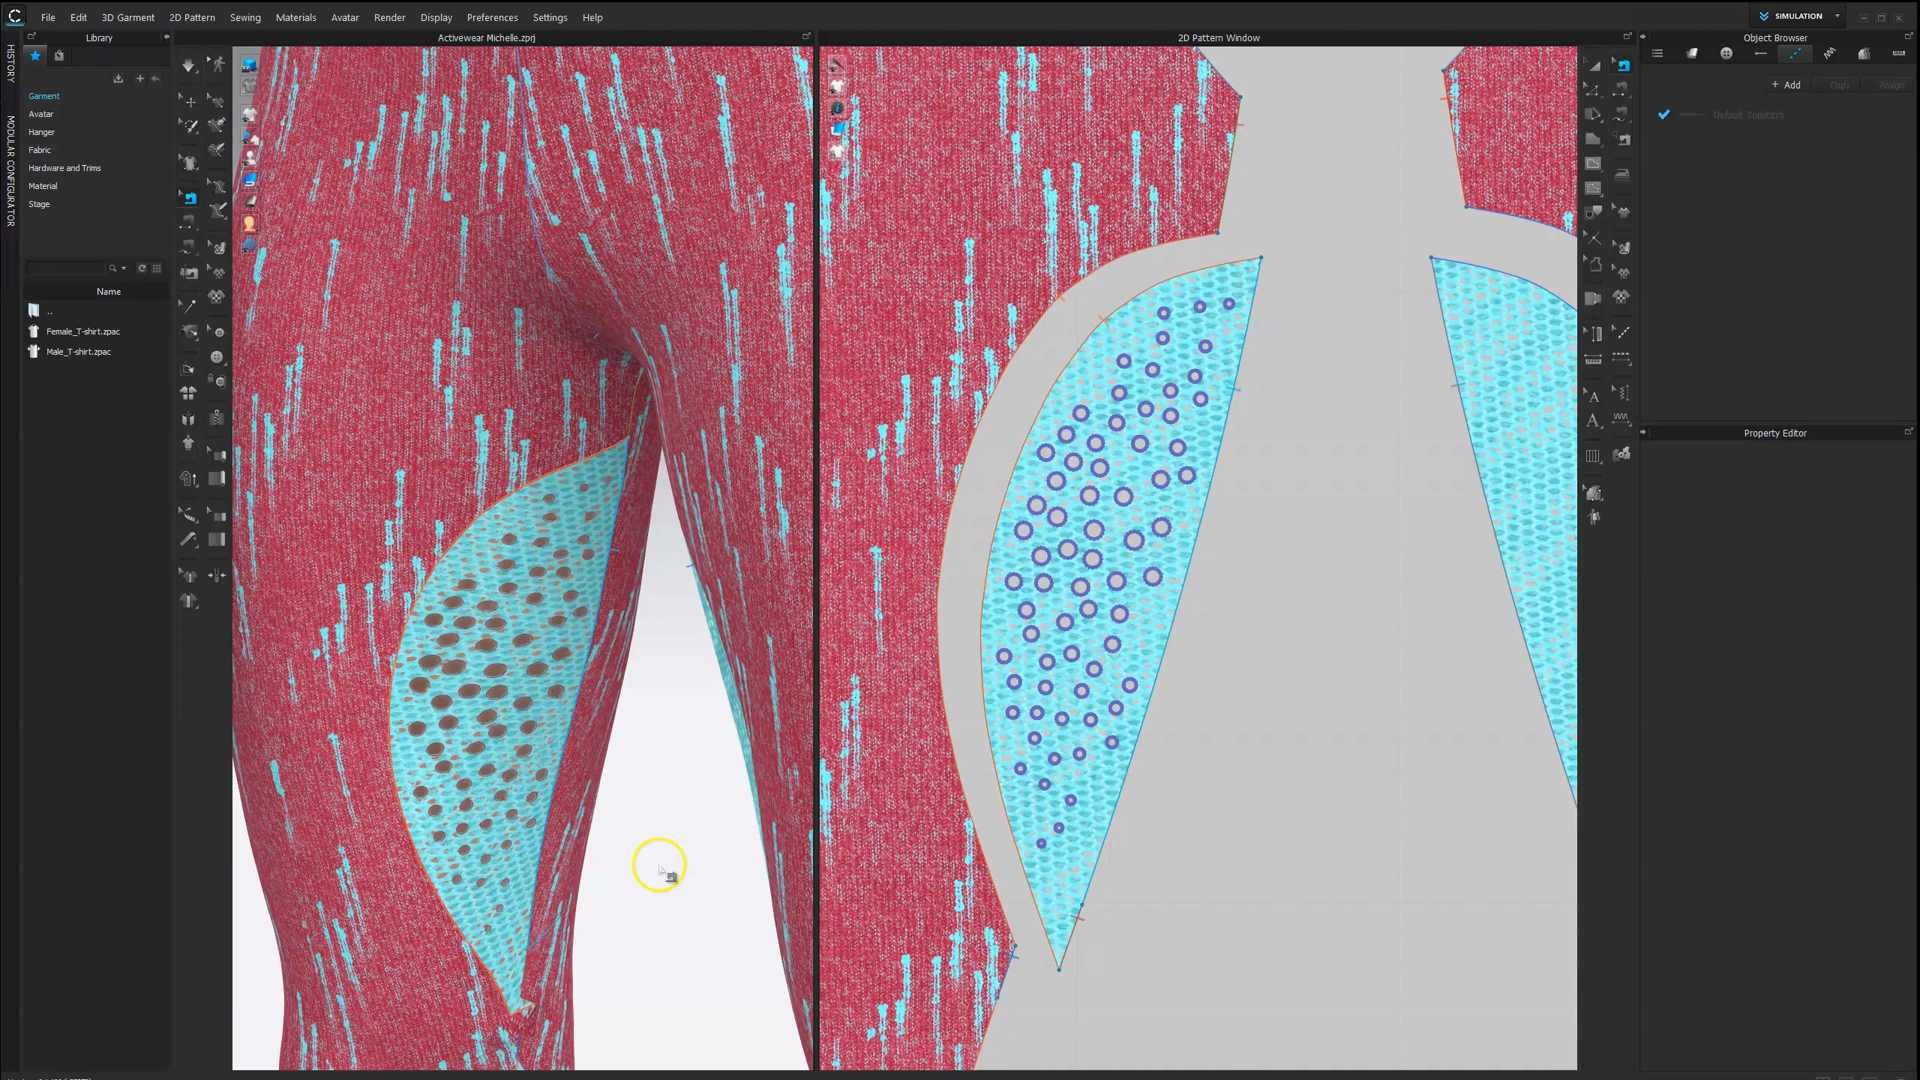 File Edit 3D Garment 2D Pattern Sewing Materials Avatar Render Display Preferences Settings Help
SIMULATION
Library
Activewear Michelle.zprj
2D Pattern Window
Object Browser
HISTORY
MODULAR CONFIGURATOR
Garment
Avatar
Hanger
Fabric
Hardware and Trims
Material
Stage
Name
..
Female_T-shirt.zpac
Male_T-shirt.zpac
+ Add Copy Assign
Default Topstitch
Property Editor